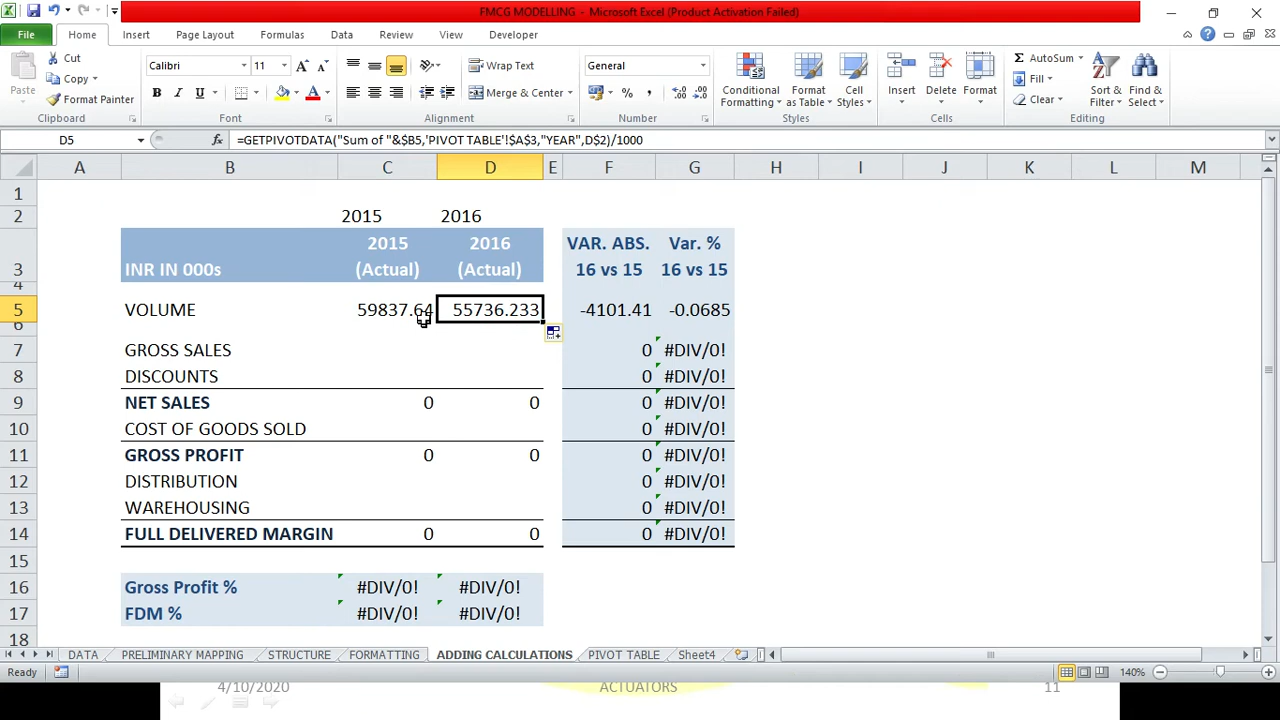 FMCG MODELLING - Microsoft Excel (Product Activation Failed)
File Home Insert Page Layout Formulas Data Review View Developer
Paste Cut Copy Format Painter
Calibri 11 A A Wrap Text General
B I U A Merge & Center % ,
Conditional Formatting Format as Table Cell Styles Insert Delete Format
Σ AutoSum Fill Clear Sort & Filter Find & Select
Clipboard Font Alignment Number Styles Cells Editing
D5 fx =GETPIVOTDATA("Sum of "&$B5,'PIVOT TABLE'!$A$3,"YEAR",D$2)/1000
A B C D E F G H I J K L M
1
2 2015 2016
2015 2016 VAR. ABS. Var. %
3 INR IN 000s (Actual) (Actual) 16 vs 15 16 vs 15
4
5 VOLUME 59837.64 55736.233 -4101.41 -0.0685
6
7 GROSS SALES 0 #DIV/0!
8 DISCOUNTS 0 #DIV/0!
9 NET SALES 0 0 0 #DIV/0!
10 COST OF GOODS SOLD 0 #DIV/0!
11 GROSS PROFIT 0 0 0 #DIV/0!
12 DISTRIBUTION 0 #DIV/0!
13 WAREHOUSING 0 #DIV/0!
14 FULL DELIVERED MARGIN 0 0 0 #DIV/0!
15
16 Gross Profit % #DIV/0! #DIV/0!
17 FDM % #DIV/0! #DIV/0!
18
DATA PRELIMINARY MAPPING STRUCTURE FORMATTING ADDING CALCULATIONS PIVOT TABLE Sheet4
Ready 140%
4/10/2020 ACTUATORS 11